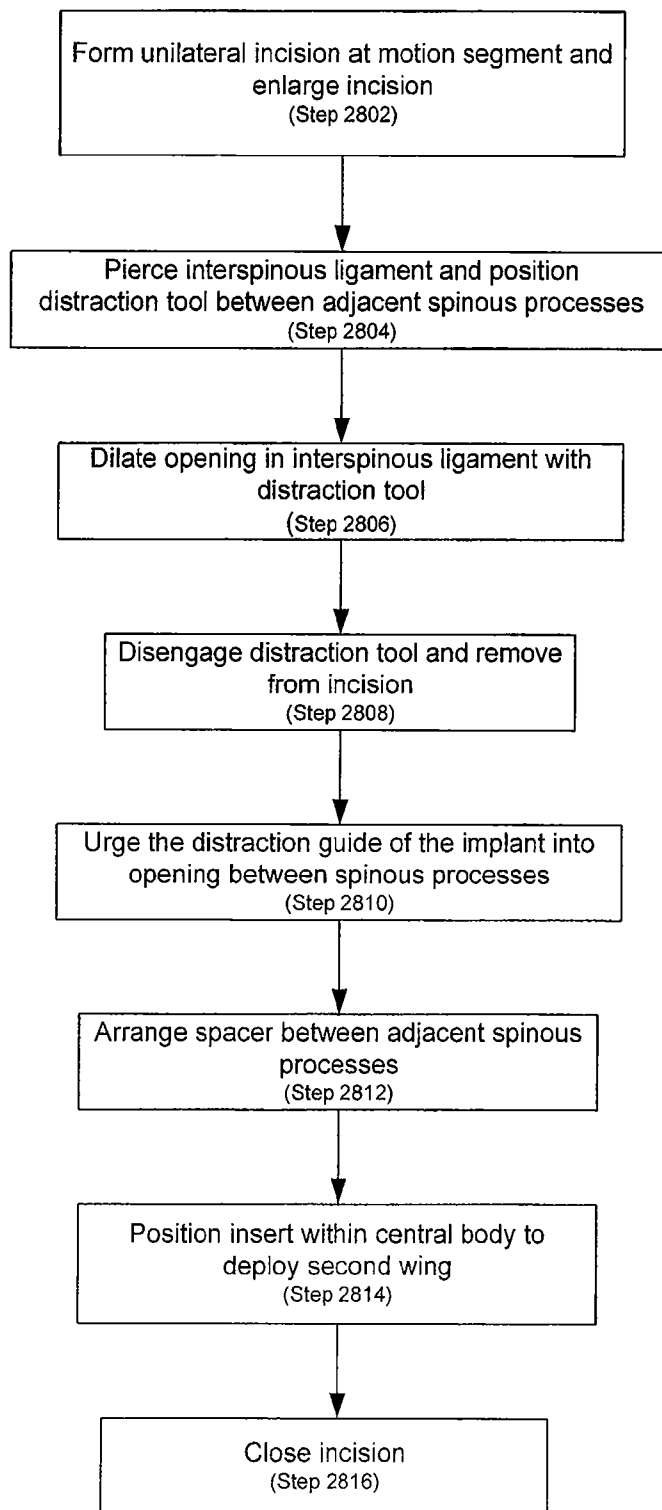 Form unilateral incision at motion segment and
enlarge incision
(Step 2802)
Pierce interspinous ligament and position
distraction tool between adjacent spinous processes
(Step 2804)
Dilate opening in interspinous ligament with
distraction tool
(Step 2806)
Disengage distraction tool and remove
from incision
(Step 2808)
Urge the distraction guide of the implant into
opening between spinous processes
(Step 2810)
Arrange spacer between adjacent spinous
processes
(Step 2812)
Position insert within central body to
deploy second wing
(Step 2814)
Close incision
(Step 2816)